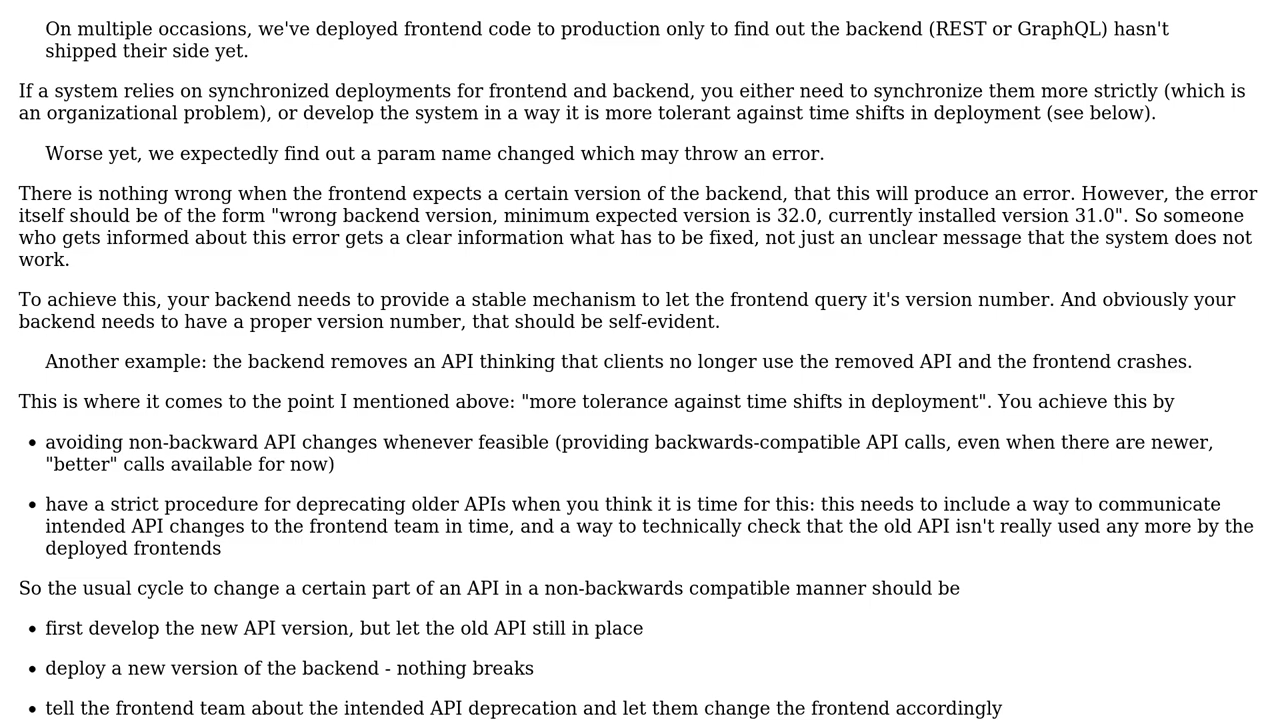 On multiple occasions, we've deployed frontend code to production only to find out the backend (REST or GraphQL) hasn't
shipped their side yet.
If a system relies on synchronized deployments for frontend and backend, you either need to synchronize them more strictly (which is
an organizational problem), or develop the system in a way it is more tolerant against time shifts in deployment (see below).
Worse yet, we expectedly find out a param name changed which may throw an error.
There is nothing wrong when the frontend expects a certain version of the backend, that this will produce an error. However, the error
itself should be of the form "wrong backend version, minimum expected version is 32.0, currently installed version 31.0". So someone
who gets informed about this error gets a clear information what has to be fixed, not just an unclear message that the system does not
work.
To achieve this, your backend needs to provide a stable mechanism to let the frontend query it's version number. And obviously your
backend needs to have a proper version number, that should be self-evident.
Another example: the backend removes an API thinking that clients no longer use the removed API and the frontend crashes.
This is where it comes to the point I mentioned above: "more tolerance against time shifts in deployment". You achieve this by
• avoiding non-backward API changes whenever feasible (providing backwards-compatible API calls, even when there are newer,
"better" calls available for now)
• have a strict procedure for deprecating older APIs when you think it is time for this: this needs to include a way to communicate
intended API changes to the frontend team in time, and a way to technically check that the old API isn't really used any more by the
deployed frontends
So the usual cycle to change a certain part of an API in a non-backwards compatible manner should be
• first develop the new API version, but let the old API still in place
• deploy a new version of the backend - nothing breaks
• tell the frontend team about the intended API deprecation and let them change the frontend accordingly